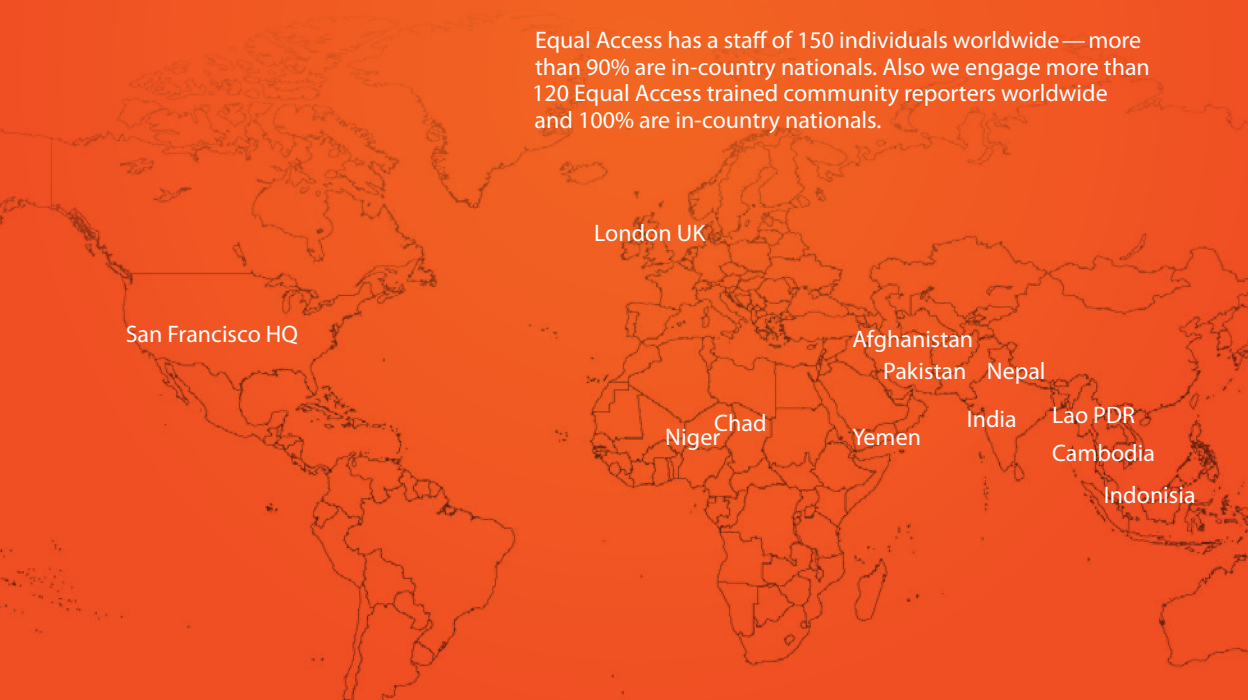 Equal Access has a staff of 150 individuals worldwide — more
than 90% are in-country nationals. Also we engage more than
120 Equal Access trained community reporters worldwide
and 100% are in-country nationals.
London UK
San Francisco HQ
Afghanistan
Pakistan
Nepal
Chad
Niger
Yemen
India
Lao PDR
Cambodia
Indonisia